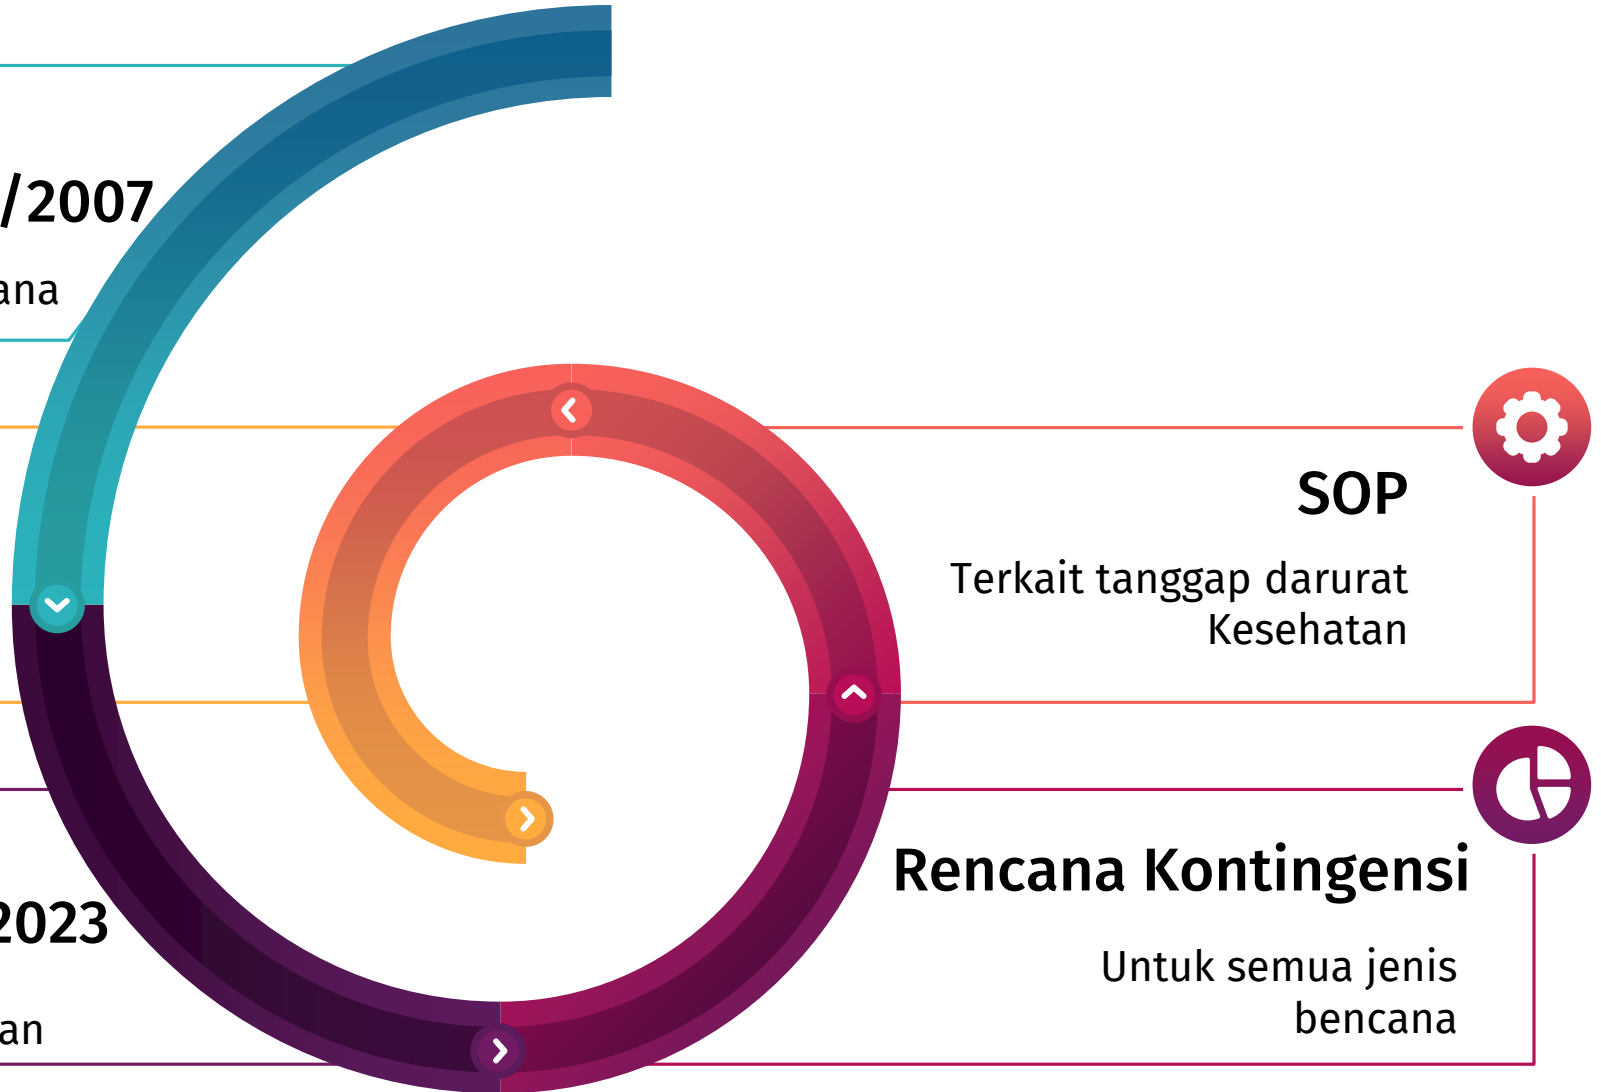 /2007
ana
SOP
Terkait tanggap darurat
Kesehatan
Rencana Kontingensi
Untuk semua jenis
bencana
2023
an